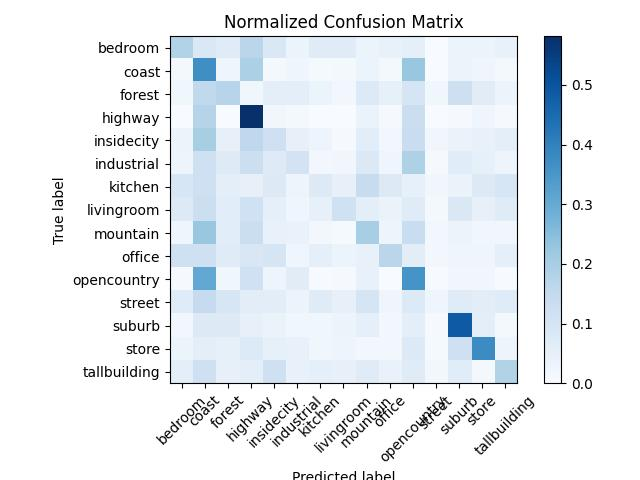 Normalized Confusion Matrix
True label
bedroom
coast
forest
highway
insidecity
industrial
kitchen
livingroom
mountain
office
opencountry
street
suburb
store
tallbuilding
bedroom
coast
forest
highway
insidecity
industrial
kitchen
livingroom
mountain
office
opencountry
street
suburb
store
tallbuilding
Predicted label
0.5
0.4
0.3
0.2
0.1
0.0